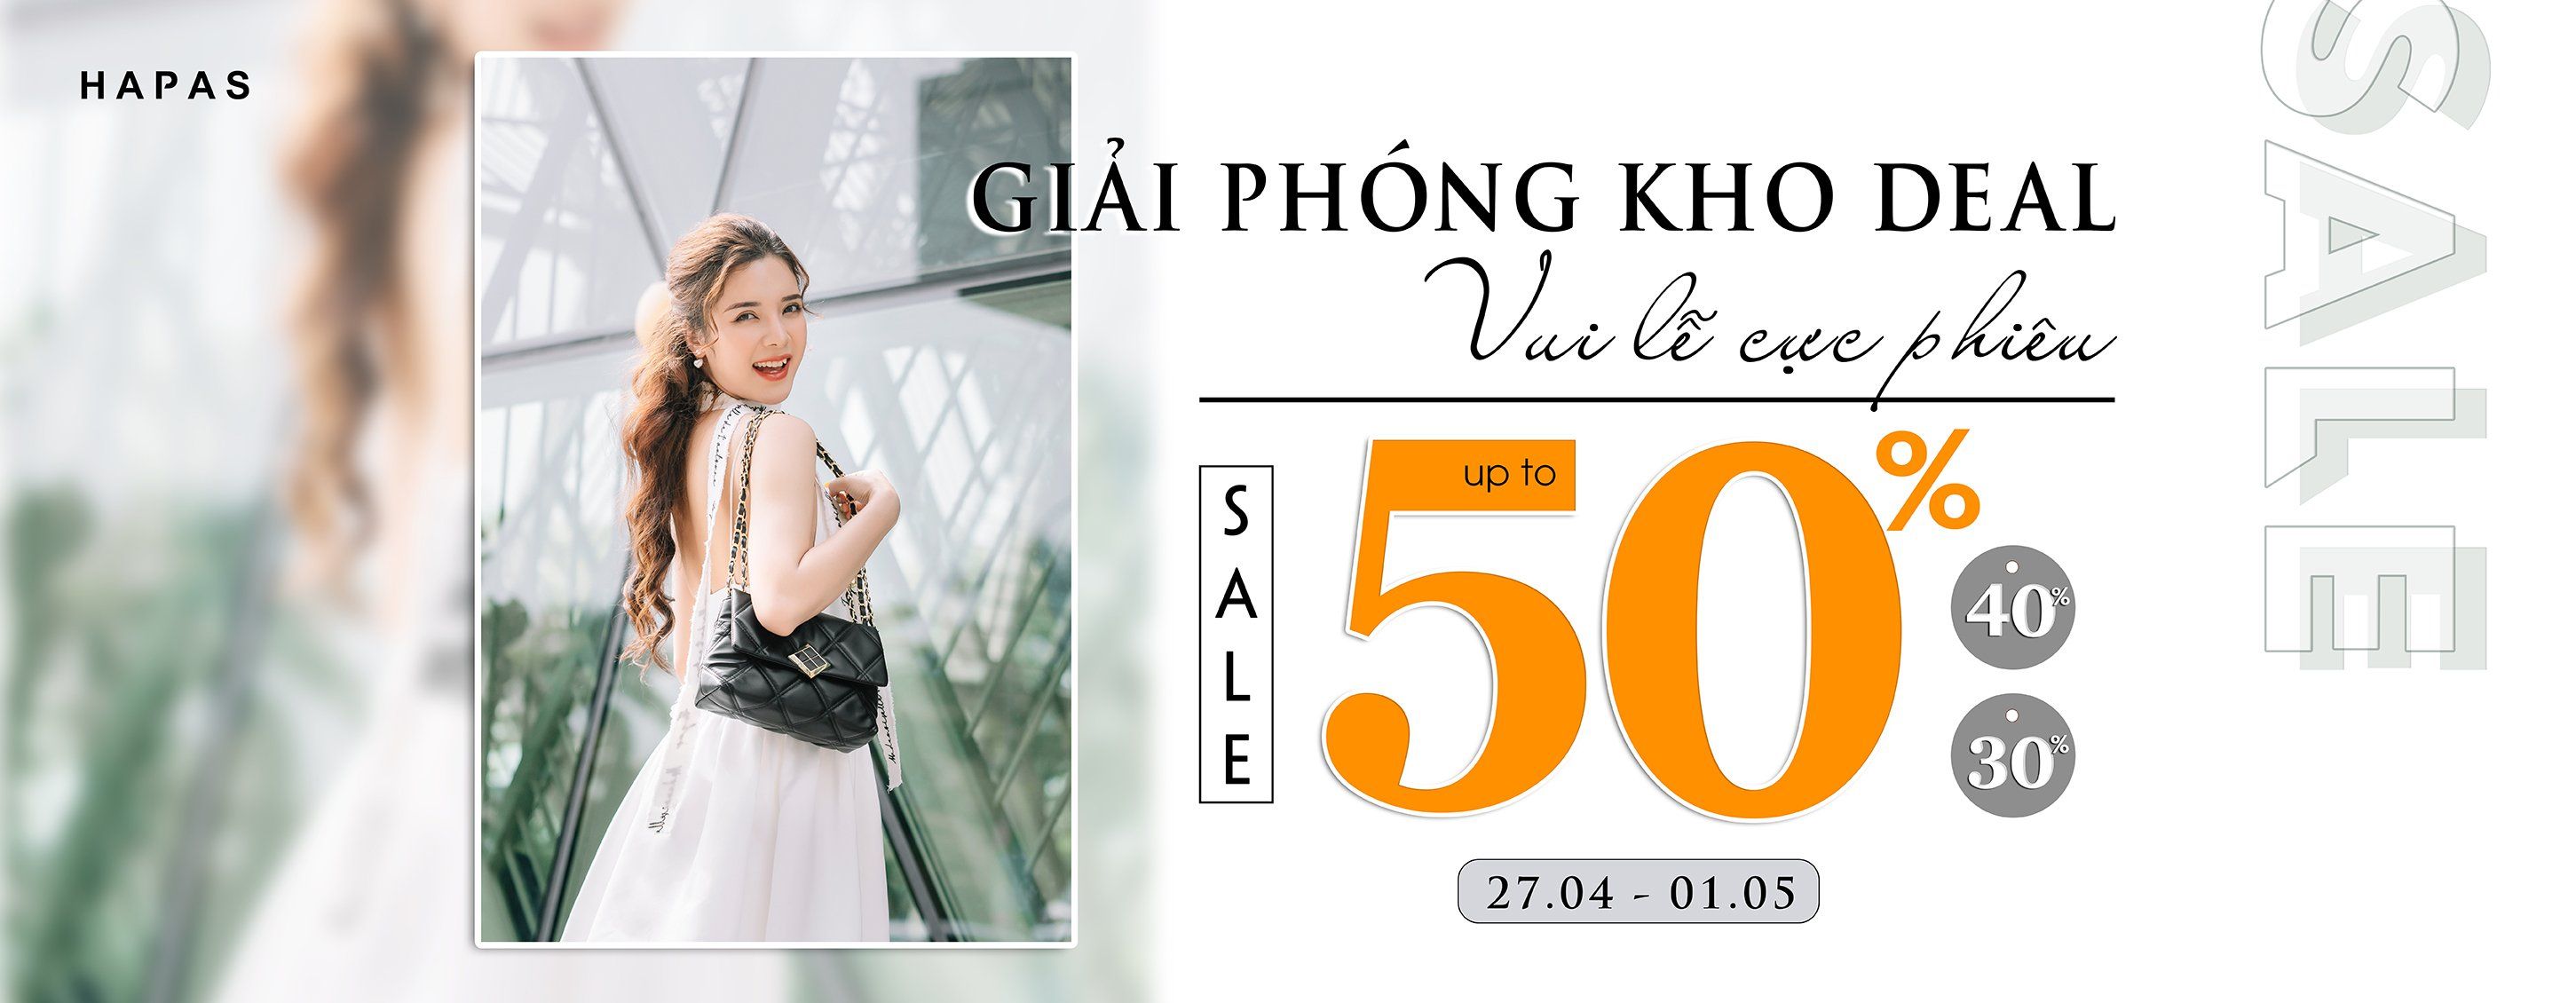 HAPAS
GIẢI PHÓNG KHO DEAL
Vui lễ cực phiêu
SALE
up to
50%
40%
30%
27.04 - 01.05
SALE